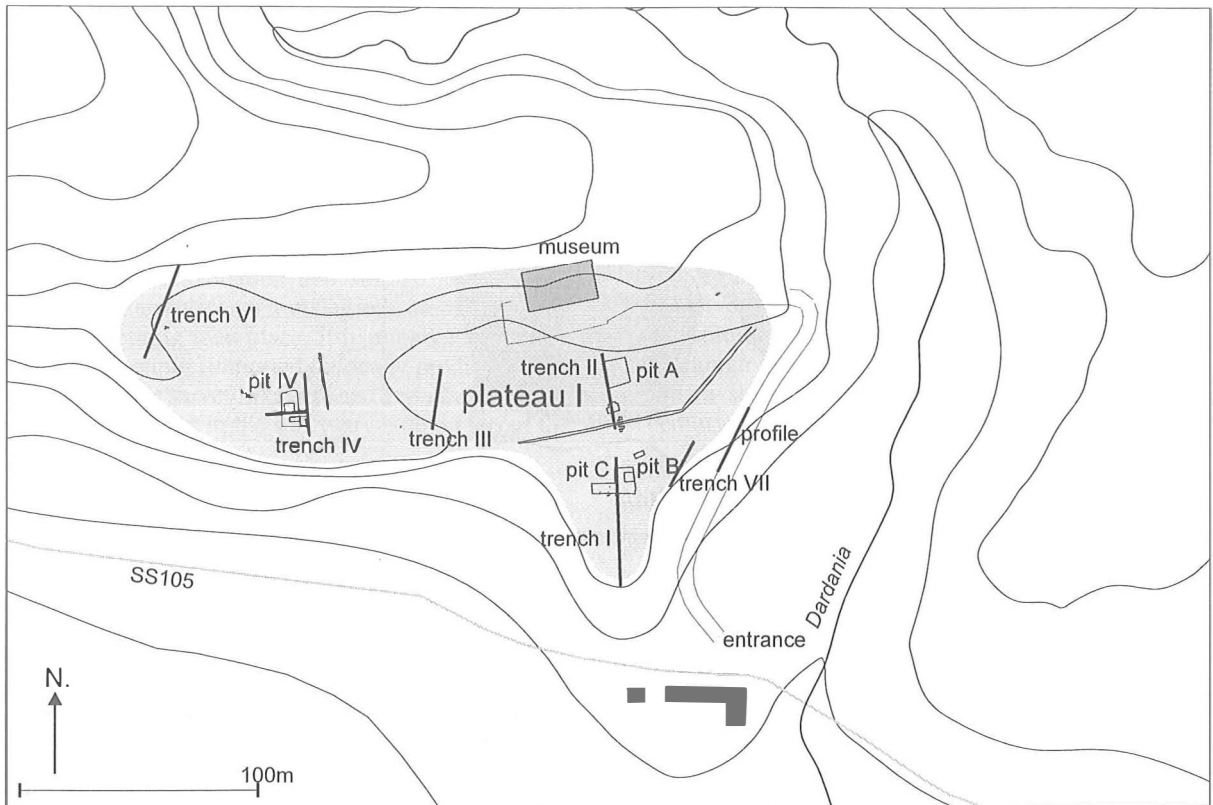 museum
trench VI
trench II
pit A
pit IV
plateau I
trench IV
trench III
profile
pit C
pit B
trench VII
trench I
SS105
Dardania
entrance
N.
100m